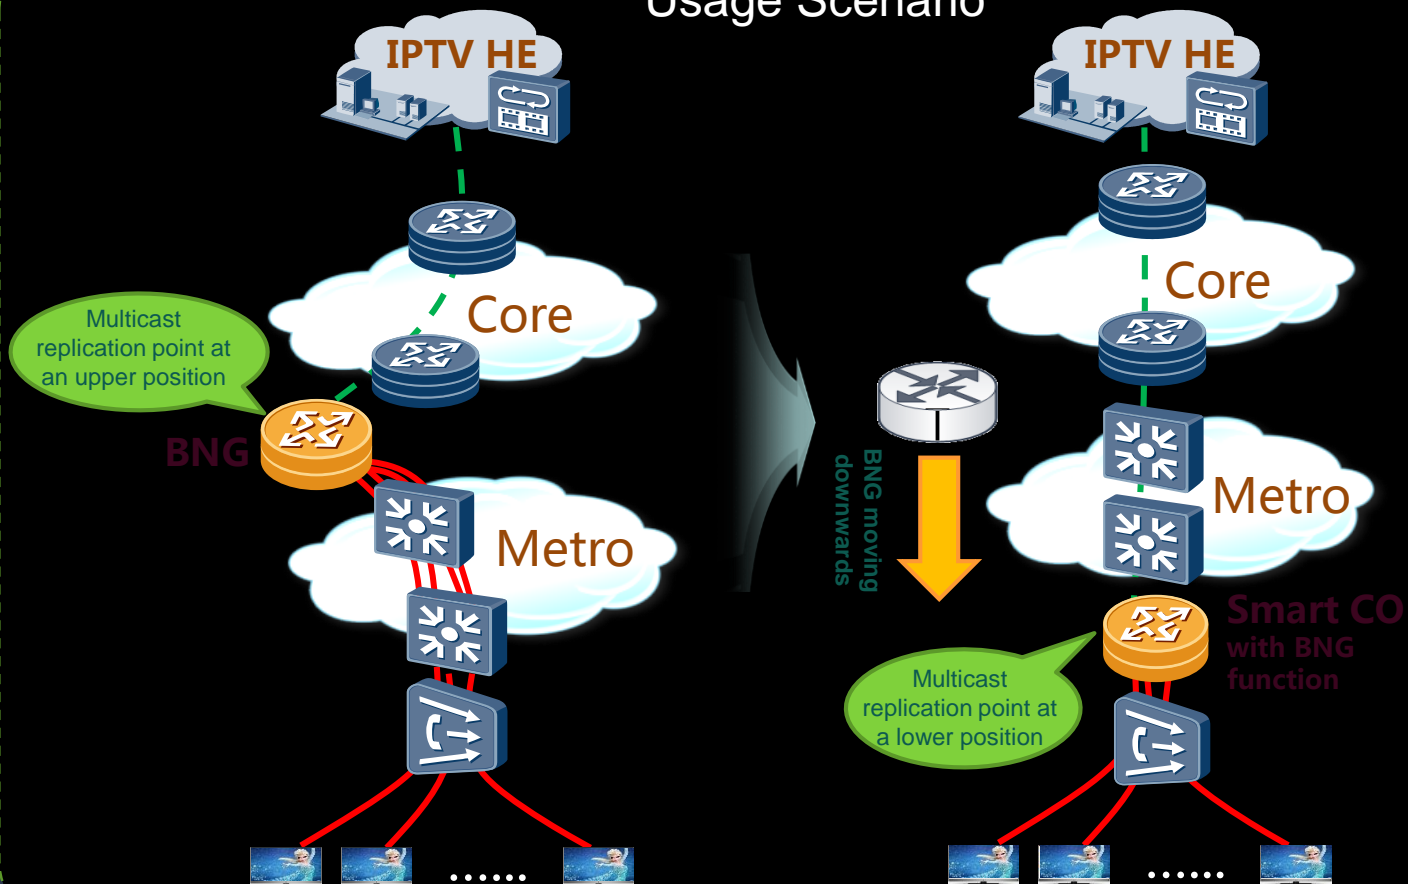 Usage Scenario
IPTV HE
Core
Multicast
replication point at
an upper position
BNG
Metro
......
IPTV HE
Core
BNG moving
downwards
Metro
Smart CO
with BNG
function
Multicast
replication point at
a lower position
......